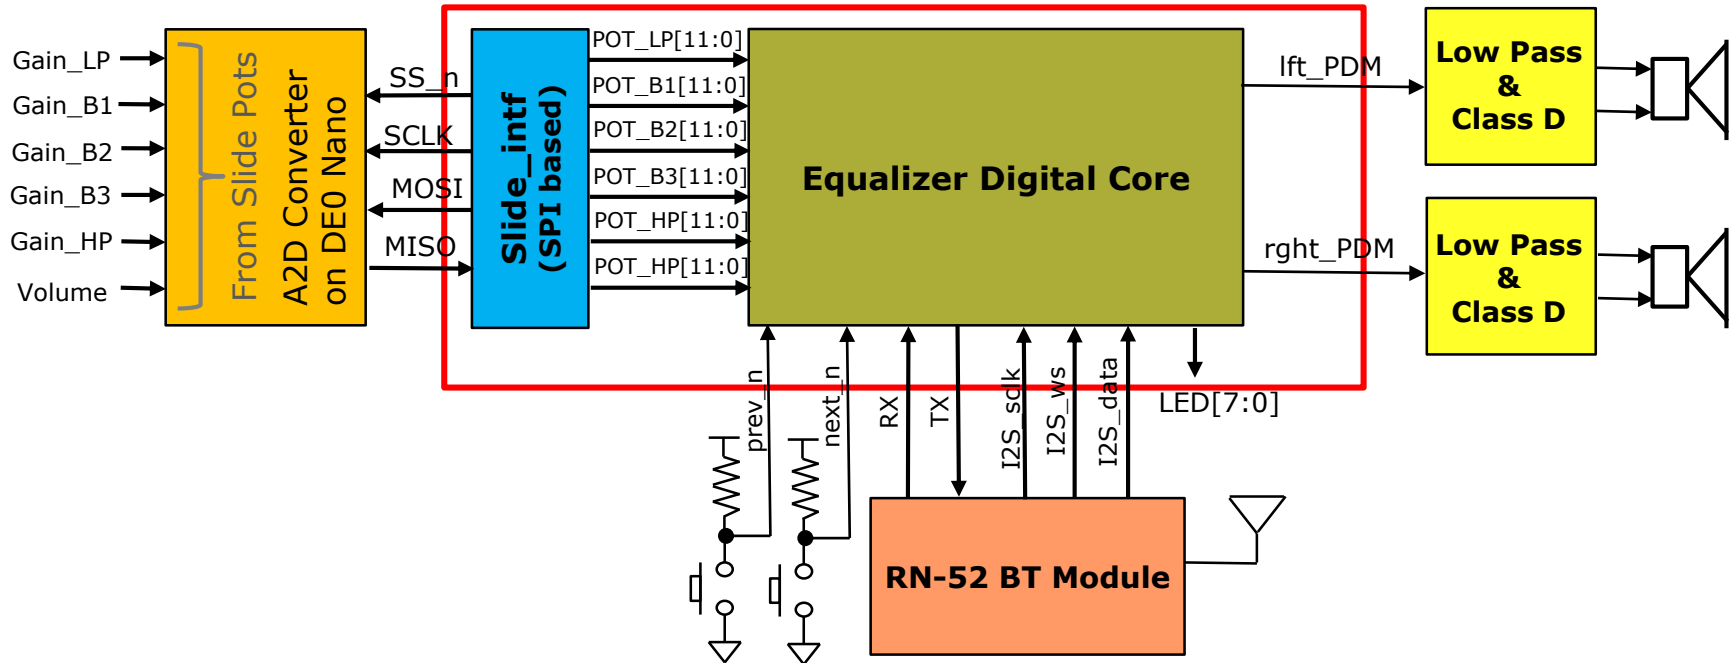 Gain_LP
Gain_B1
Gain_B2
Gain_B3
Gain_HP
Volume
From Slide Pots
A2D Converter
on DE0 Nano
SS_n
SCLK
MOSI
MISO
Slide_intf
(SPI based)
POT_LP[11:0]
POT_B1[11:0]
POT_B2[11:0]
POT_B3[11:0]
POT_HP[11:0]
POT_HP[11:0]
Equalizer Digital Core
lft_PDM
rght_PDM
Low Pass
&
Class D
Low Pass
&
Class D
prev_n
next_n
RX
TX
I2S_sclk
I2S_ws
I2S_data
LED[7:0]
RN-52 BT Module